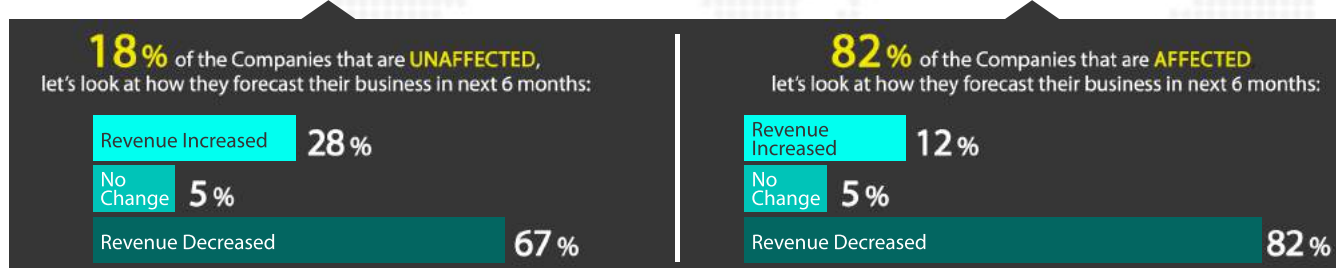 18% of the Companies that are UNAFFECTED,
let's look at how they forecast their business in next 6 months:
Revenue Increased 28%
No
Change 5%
Revenue Decreased 67%
82% of the Companies that are AFFECTED
let's look at how they forecast their business in next 6 months:
Revenue
Increased 12%
No
Change 5%
Revenue Decreased 82%